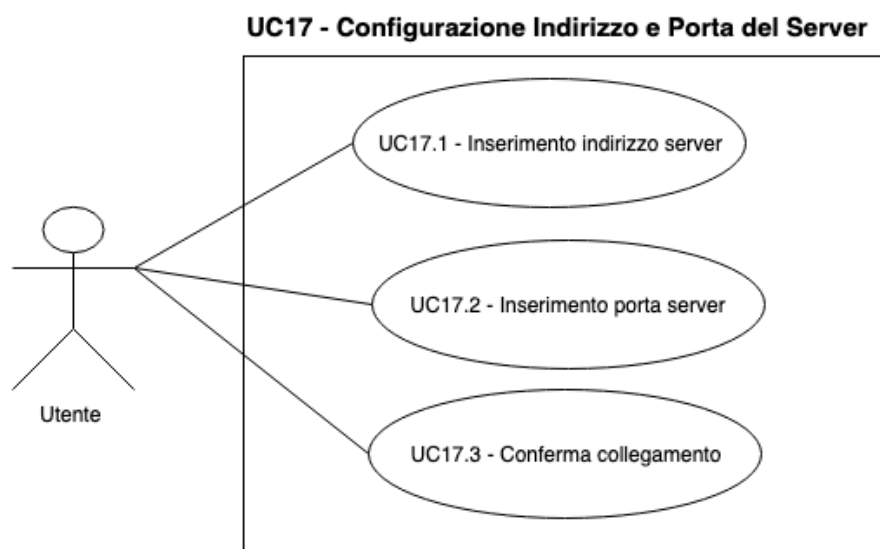 UC17 - Configurazione Indirizzo e Porta del Server
UC17.1 - Inserimento indirizzo server
UC17.2 - Inserimento porta server
Utente
UC17.3 - Conferma collegamento